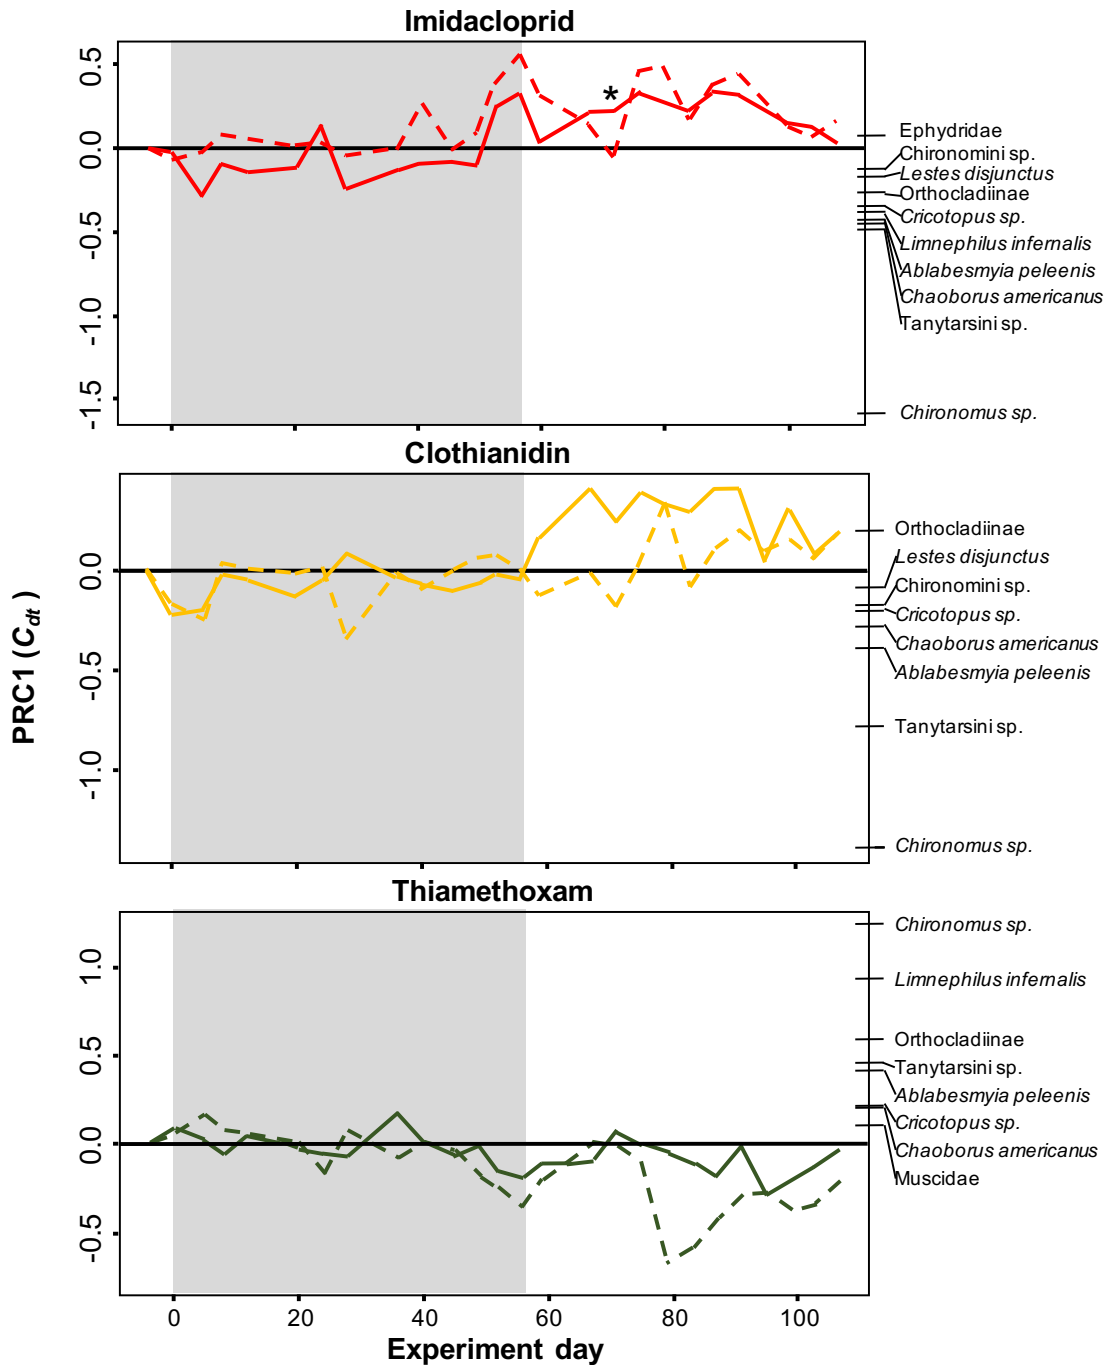 Imidacloprid
0.5
0.0
-0.5
-1.0
-1.5
*
Ephydridae
Chironomini sp.
Lestes disjunctus
Orthocladiinae
Cricotopus sp.
Limnephilus infernalis
Ablabesmyia peleenis
Chaoborus americanus
Tanytarsini sp.
Chironomus sp.
Clothianidin
0.0
-0.5
-1.0
Orthocladiinae
Lestes disjunctus
Chironomini sp.
Cricotopus sp.
Chaoborus americanus
Ablabesmyia peleenis
Tanytarsini sp.
Chironomus sp.
PRC1 (Cdt )
Thiamethoxam
1.0
0.5
0.0
-0.5
Chironomus sp.
Limnephilus infernalis
Orthocladiinae
Tanytarsini sp.
Ablabesmyia peleenis
Cricotopus sp.
Chaoborus americanus
Muscidae
0 20 40 60 80 100
Experiment day